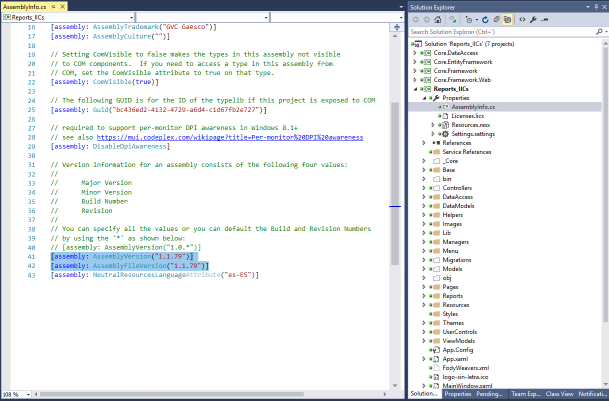 AssemblyInfo.cs
Reports_IICs
16 [assembly: AssemblyTrademark("GVC Gaesco")]
17 [assembly: AssemblyCulture("")]
18
19 // Setting ComVisible to false makes the types in this assembly not visible
20 // to COM components.  If you need to access a type in this assembly from
21 // COM, set the ComVisible attribute to true on that type.
22 [assembly: ComVisible(true)]
23
24 // The following GUID is for the ID of the typelib if this project is exposed to COM
25 [assembly: Guid("bc436ed2-4132-4729-a6d4-c1d67fb2e727")]
26
27 // required to support per-monitor DPI awareness in Windows 8.1+
28 // see also https://mui.codeplex.com/wikipage?title=Per-monitor%20DPI%20awareness
29 [assembly: DisableDpiAwareness]
30
31 // Version information for an assembly consists of the following four values:
32 //
33 //      Major Version
34 //      Minor Version
35 //      Build Number
36 //      Revision
37 //
38 // You can specify all the values or you can default the Build and Revision Numbers
39 // by using the '*' as shown below:
40 // [assembly: AssemblyVersion("1.0.*")]
41 [assembly: AssemblyVersion("1.1.79")]
42 [assembly: AssemblyFileVersion("1.1.79")]
43 [assembly: NeutralResourcesLanguageAttribute("es-ES")]
108 %
Solution Explorer
Search Solution Explorer (Ctrl+`)
Solution 'Reports_IICs' (7 projects)
Core.DataAccess
Core.EntityFramework
Core.Framework
Core.Framework.Web
Reports_IICs
Properties
AssemblyInfo.cs
Licenses.licx
Resources.resx
Settings.settings
References
Service References
_Core
Base
bin
Controllers
DataAccess
DataModels
Helpers
Images
Lib
Managers
Menu
Migrations
Models
obj
Pages
Reports
Resources
Styles
Themes
UserControls
ViewModels
App.Config
App.xaml
FodyWeavers.xml
logo-sin-letra.ico
MainWindow.xaml
Solution... Properties Pending... Team Exp... Class View Notificati...